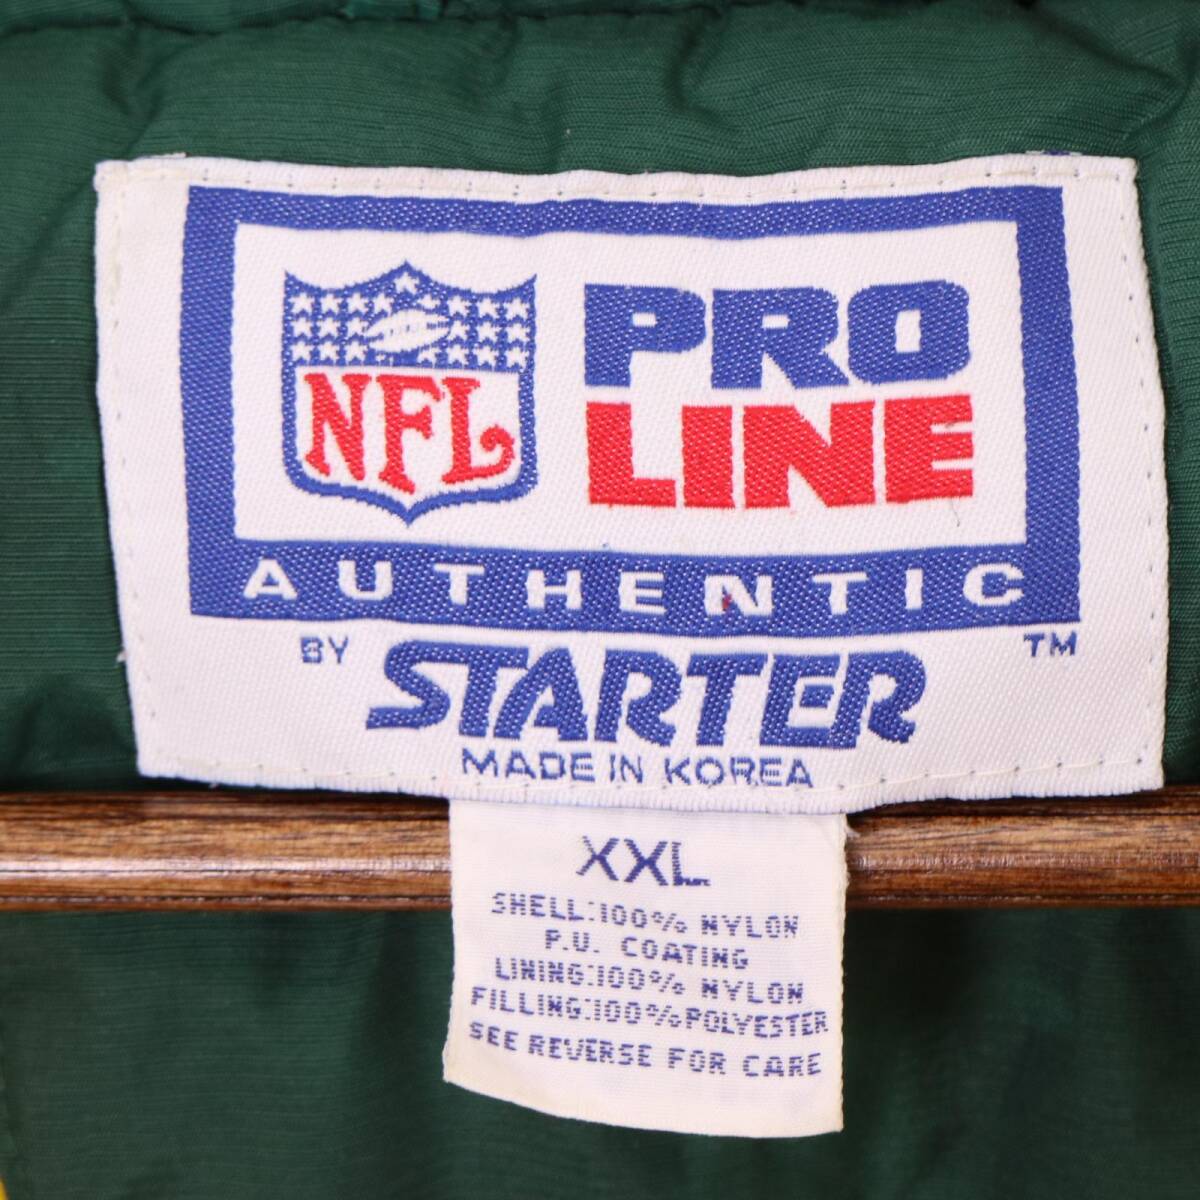 NFL
PRO
LINE
AUTHENTIC
BY STARTER TM
MADE IN KOREA
XXL
SHELL:100% NYLON
P.U. COATING
LINING:100% NYLON
FILLING:100% POLYESTER
SEE REVERSE FOR CARE